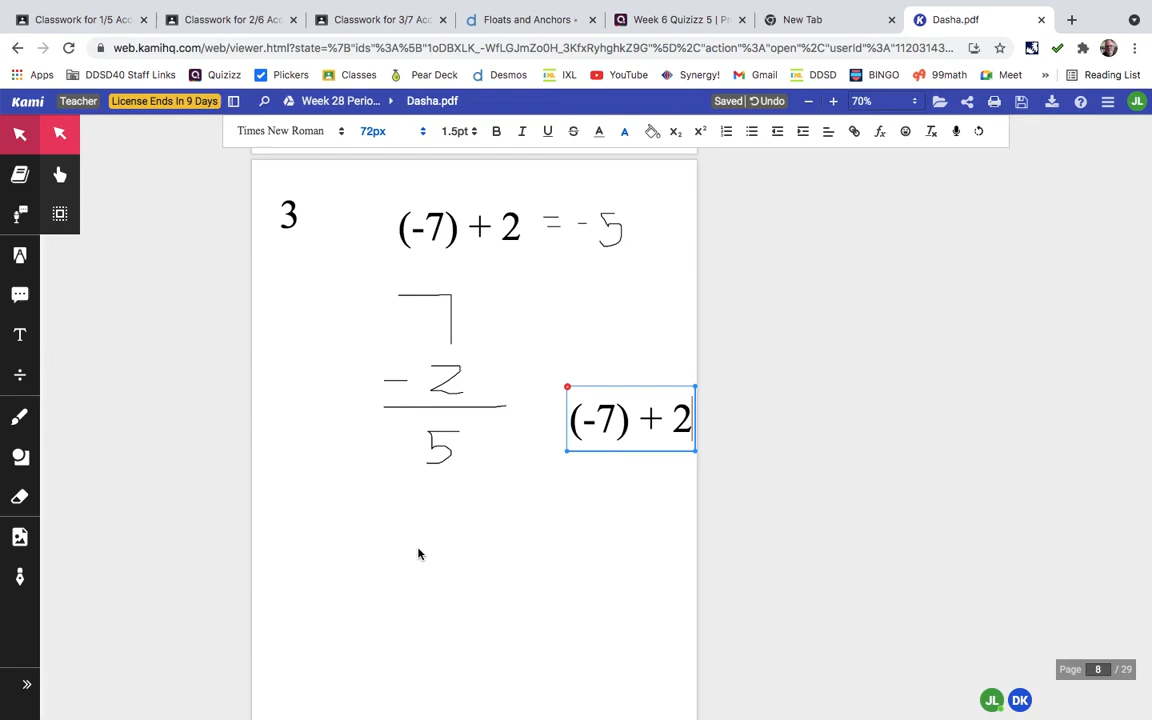 Classwork for 1/5 Acc
Classwork for 2/6 Acc
Classwork for 3/7 Acc
Floats and Anchors •
Week 6 Quizizz 5 | Pr
New Tab
Dasha.pdf
web.kamihq.com/web/viewer.html?state=%7B"ids"%3A%5B"1oDBXLK_-WfLGJmZo0H_3KfxRyhghkZ9G"%5D%2C"action"%3A"open"%2C"userId"%3A"11203143...
Apps
DDSD40 Staff Links
Quizizz
Plickers
Classes
Pear Deck
Desmos
IXL
YouTube
Synergy!
Gmail
DDSD
BINGO
99math
Meet
»
Reading List
Kami
Teacher
License Ends In 9 Days
Week 28 Perio...
Dasha.pdf
Saved
Undo
70%
JL
Times New Roman
72px
1.5pt
B I U S A A X₂ X²
3 (-7) + 2 = -5
7
- 2
5
(-7) + 2
Page 8 / 29
JL DK